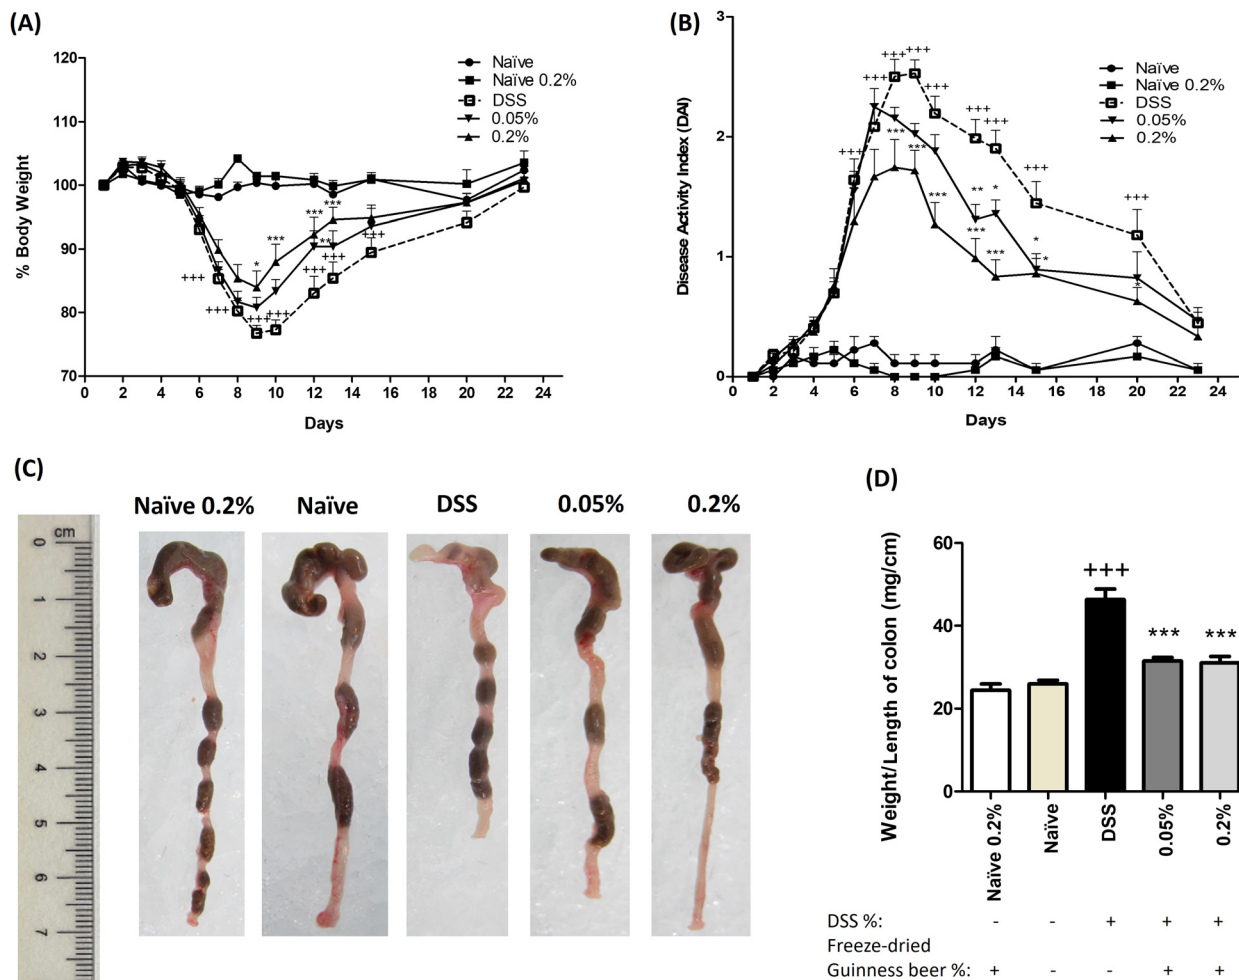 (A)
% Body Weight
120
110
100
90
80
70
0 2 4 6 8 10 12 14 16 18 20 22 24
Days
Naïve
Naïve 0.2%
DSS
0.05%
0.2%
+++ +++ +++ +++ +++ +++ +++
* *** *** *** **
(B)
Disease Activity Index (DAI)
3
2
1
0
0 2 4 6 8 10 12 14 16 18 20 22 24
Days
Naïve
Naïve 0.2%
DSS
0.05%
0.2%
+++ +++ +++ +++ +++ +++ +++ +++ +++
*** *** *** ** * *** *** * * *
(C)
Naïve 0.2% Naïve DSS 0.05% 0.2%
cm
0
1
2
3
4
5
6
7
(D)
Weight/Length of colon (mg/cm)
60
40
20
0
+++ *** ***
Naïve 0.2% Naïve DSS 0.05% 0.2%
DSS %: - - + + +
Freeze-dried
Guinness beer %: + - - + +